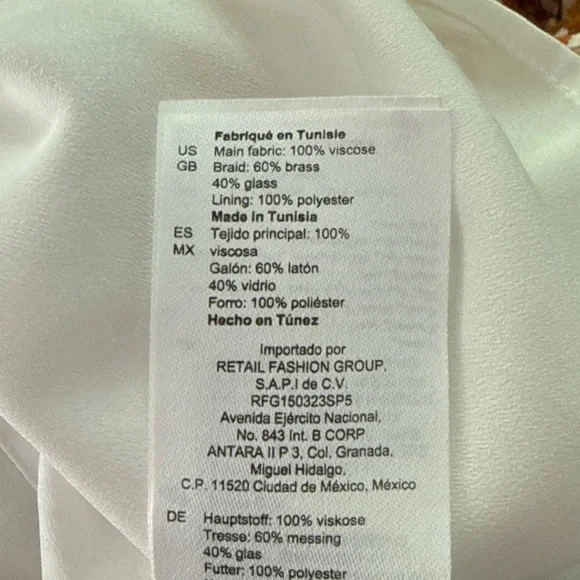 Fabriqué en Tunisie
US Main fabric: 100% viscose
GB Braid: 60% brass
40% glass
Lining: 100% polyester
Made in Tunisia
ES Tejido principal: 100%
MX viscosa
Galón: 60% latón
40% vidrio
Forro: 100% poliéster
Hecho en Túnez
Importado por
RETAIL FASHION GROUP,
S.A.P.I de C.V.
RFG150323SP5
Avenida Ejército Nacional,
No. 843 Int. B CORP
ANTARA II P 3, Col. Granada,
Miguel Hidalgo,
C.P. 11520 Ciudad de México, México
DE Hauptstoff: 100% viskose
Tresse: 60% messing
40% glas
Futter: 100% polyester